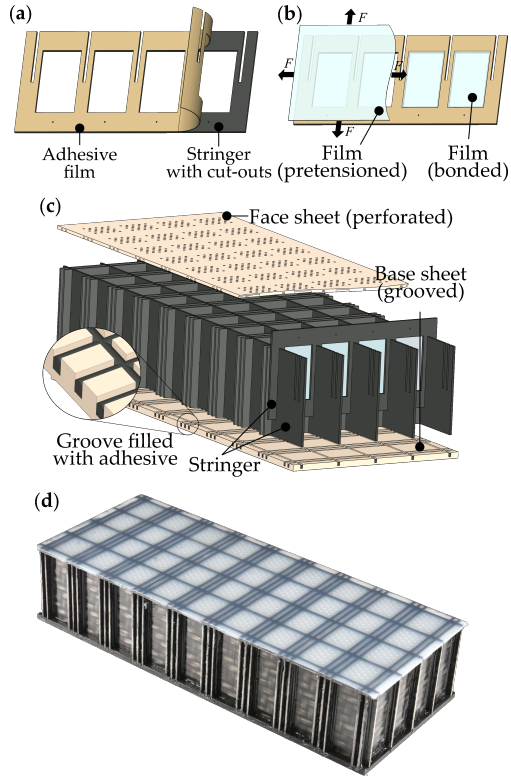 (a)
Adhesive
film
Stringer
with cut-outs
(b)
F
F
F
F
Film
(pretensioned)
Film
(bonded)
(c)
Face sheet (perforated)
Base sheet
(grooved)
Groove filled
with adhesive
Stringer
(d)